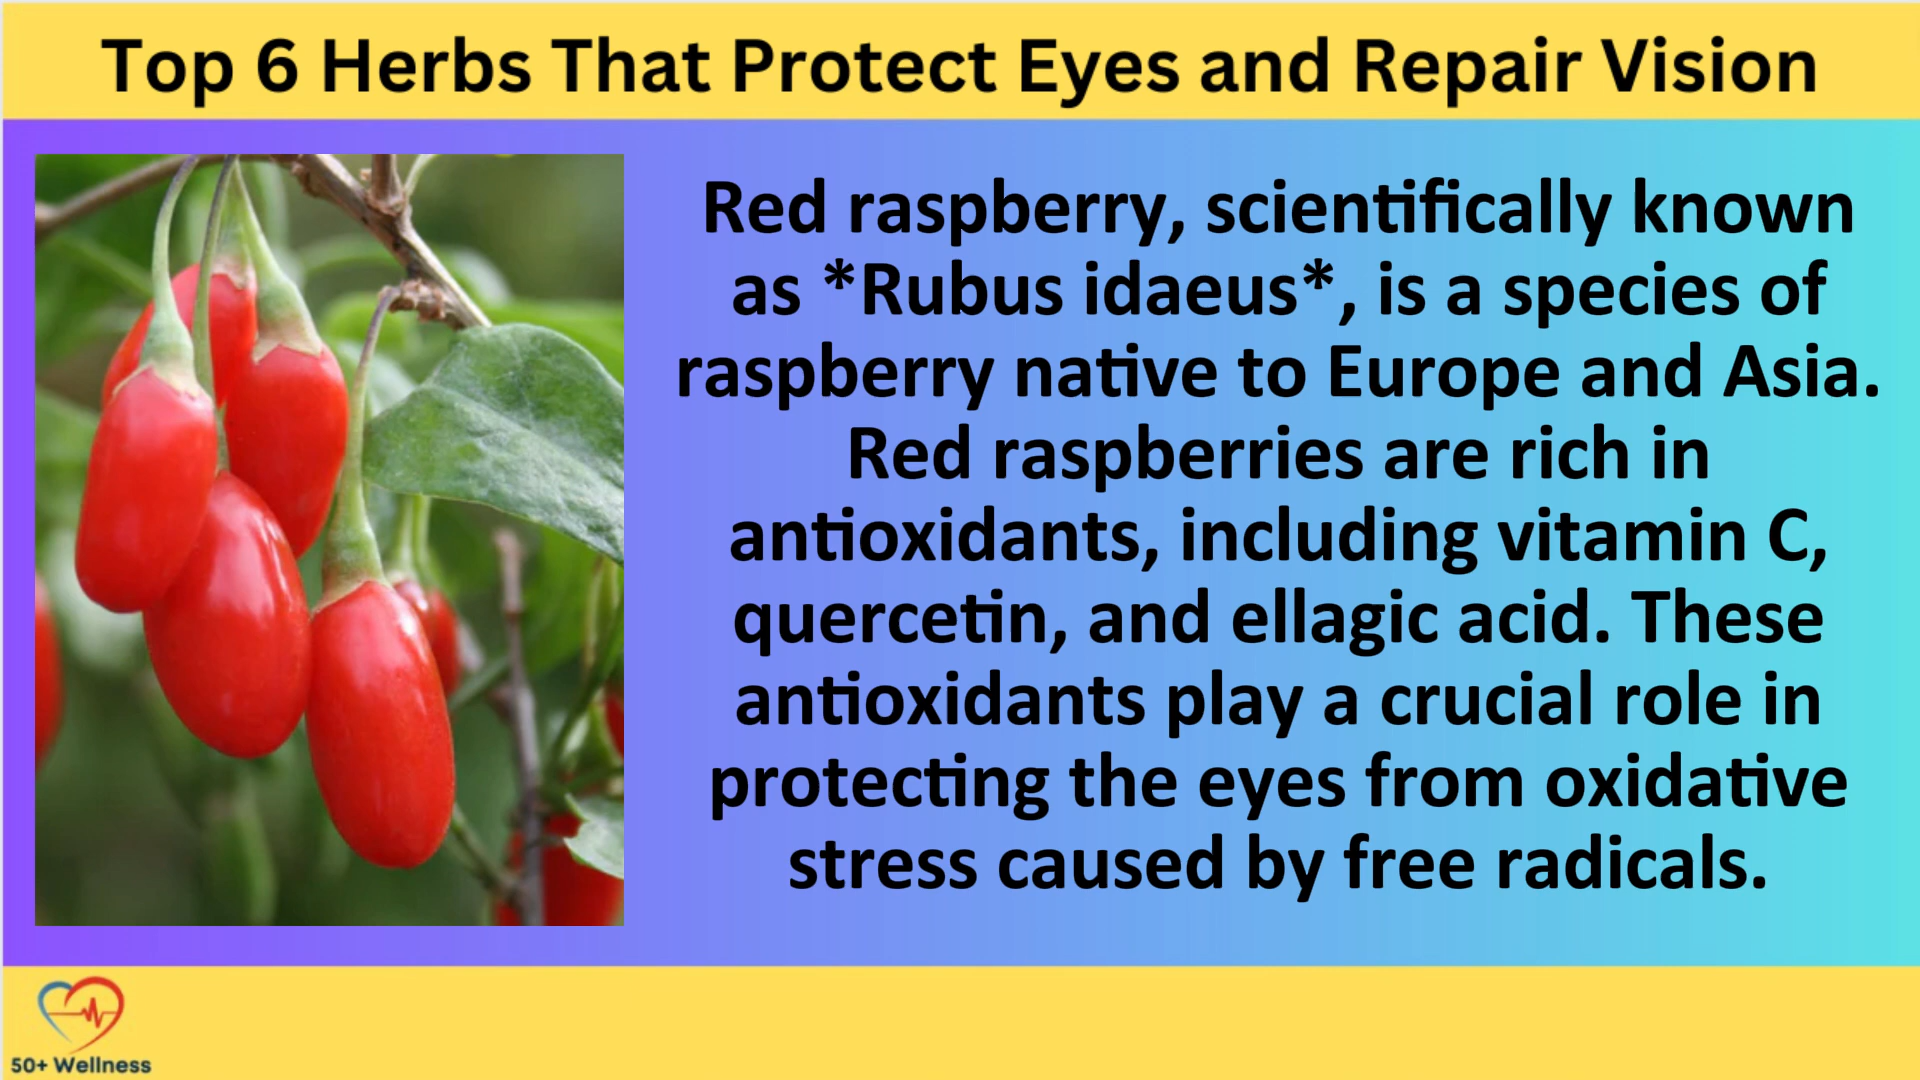 Top 6 Herbs That Protect Eyes and Repair Vision
Red raspberry, scientifically known
as *Rubus idaeus*, is a species of
raspberry native to Europe and Asia.
Red raspberries are rich in
antioxidants, including vitamin C,
quercetin, and ellagic acid. These
antioxidants play a crucial role in
protecting the eyes from oxidative
stress caused by free radicals.
50+ Wellness